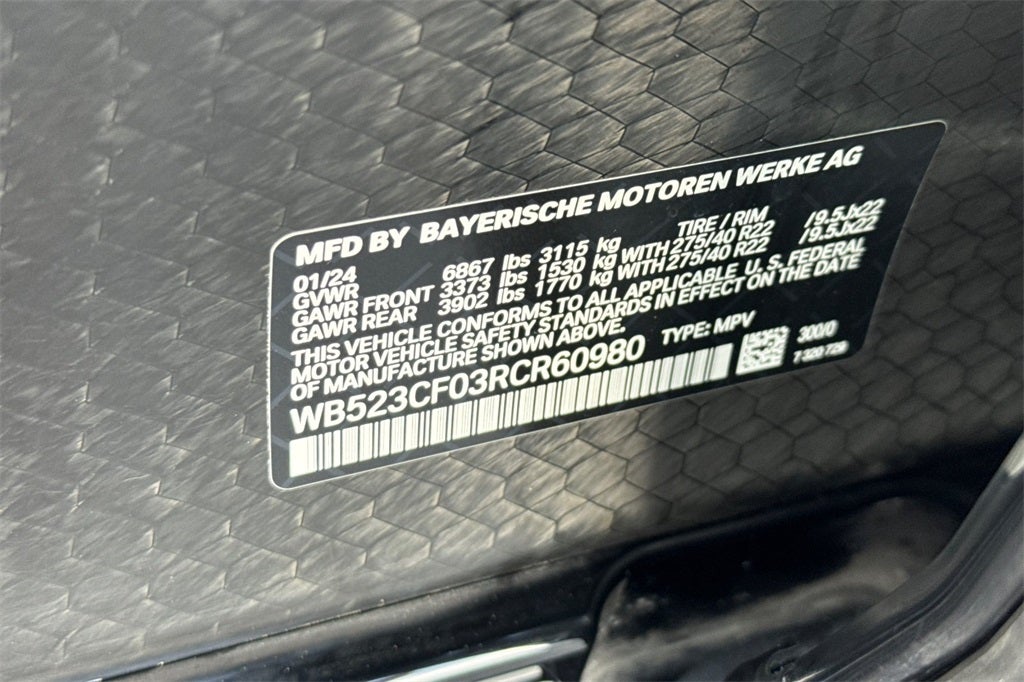 MFD BY BAYERISCHE MOTOREN WERKE AG
01/24 TIRE / RIM
GVWR 6867 lbs 3115 kg
GAWR FRONT 3373 lbs 1530 kg WITH 275/40 R22 /9.5Jx22
GAWR REAR 3902 lbs 1770 kg WITH 275/40 R22 /9.5Jx22
THIS VEHICLE CONFORMS TO ALL APPLICABLE U.S. FEDERAL
MOTOR VEHICLE SAFETY STANDARDS IN EFFECT ON THE DATE
OF MANUFACTURE SHOWN ABOVE. TYPE: MPV
WB523CF03RCR60980 300/0